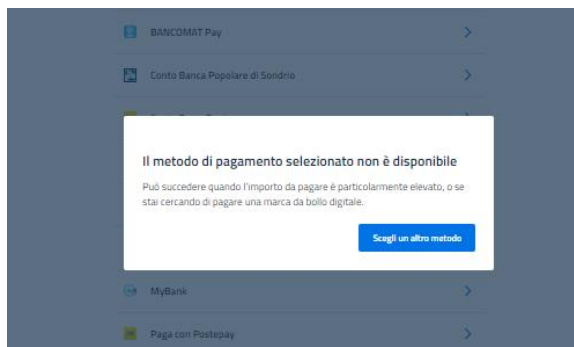 BANCOMAT Pay
Conto Banca Popolare di Sondrio
Il metodo di pagamento selezionato non è disponibile
Può succedere quando l'importo da pagare è particolarmente elevato, o se
stai cercando di pagare una marca da bollo digitale.
Scegli un altro metodo
MyBank
Paga con Postepay